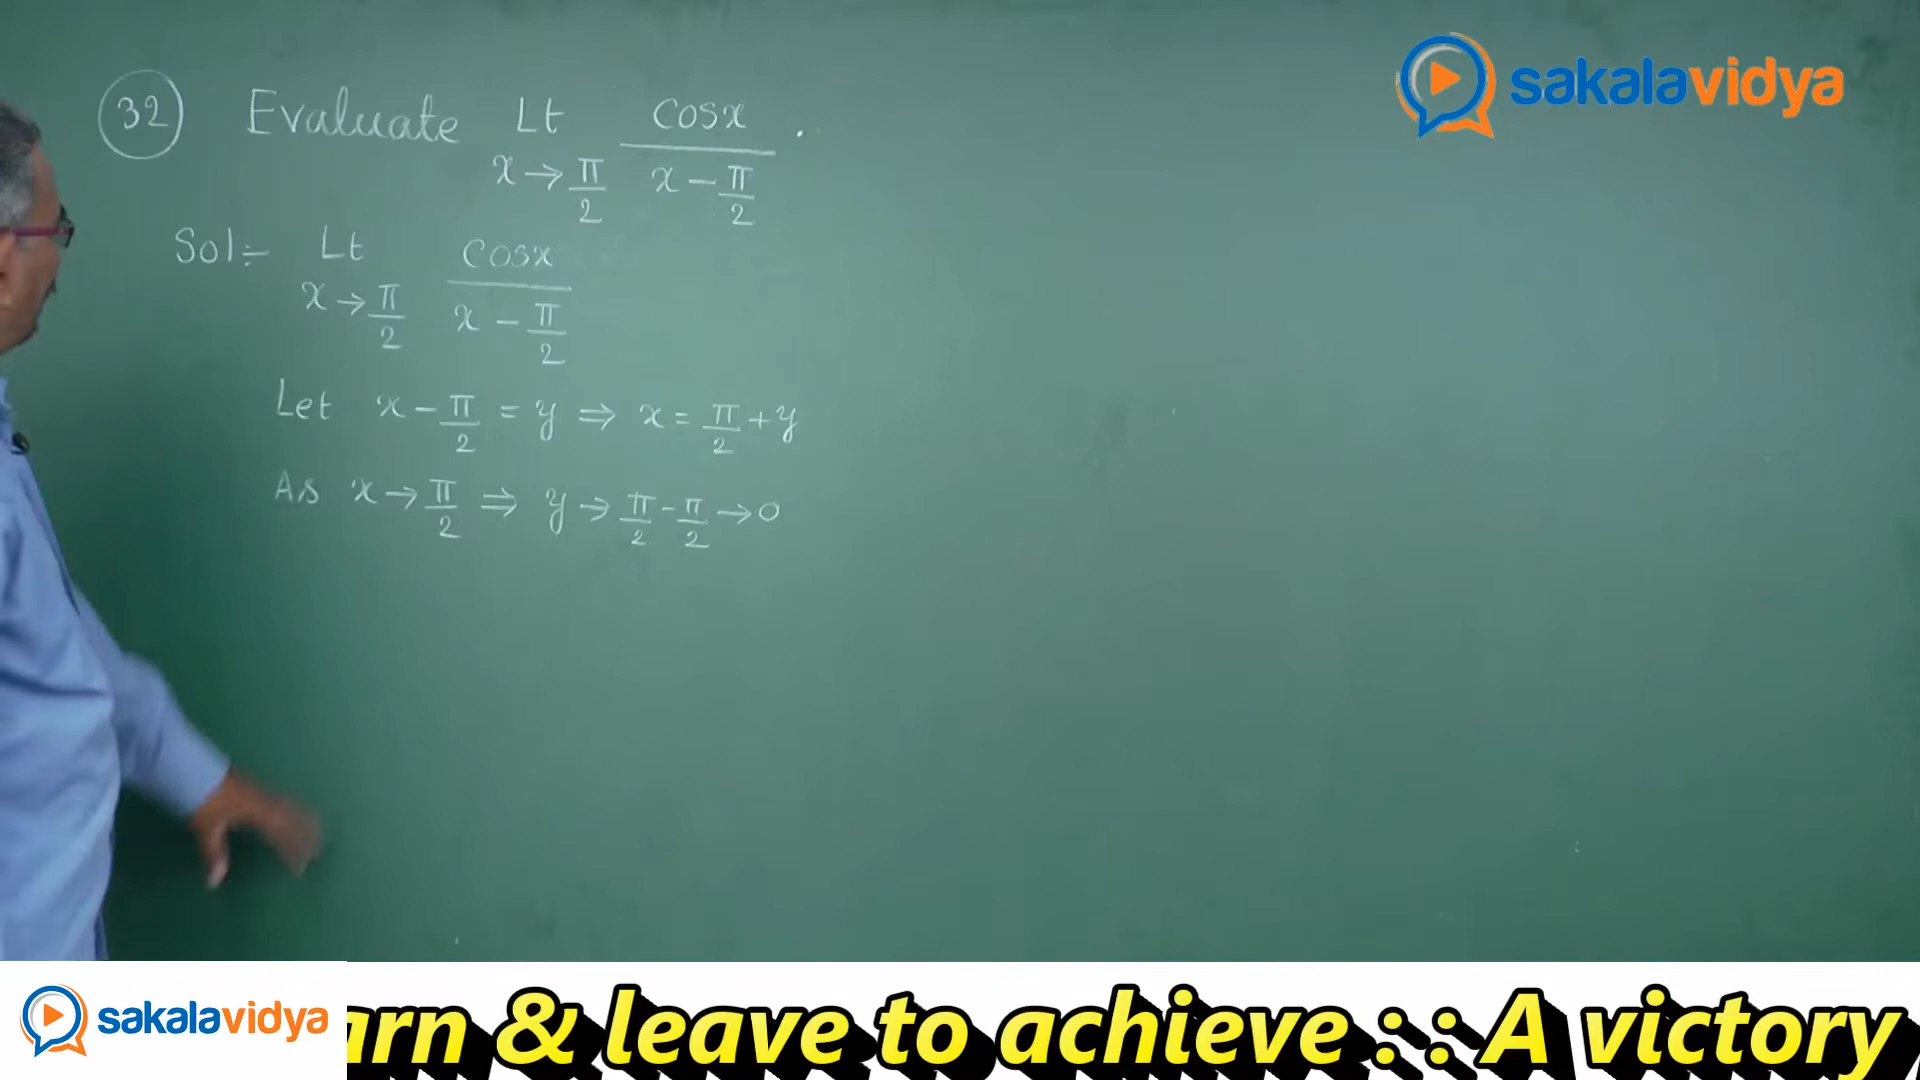 sakalavidya
32 Evaluate Lt x→π/2 cosx / x − π/2 .
Sol:- Lt x→π/2 cosx / x − π/2
Let x − π/2 = y ⇒ x = π/2 + y
As x→π/2 ⇒ y → π/2 − π/2 → 0
sakalavidya arn & leave to achieve : : A victory